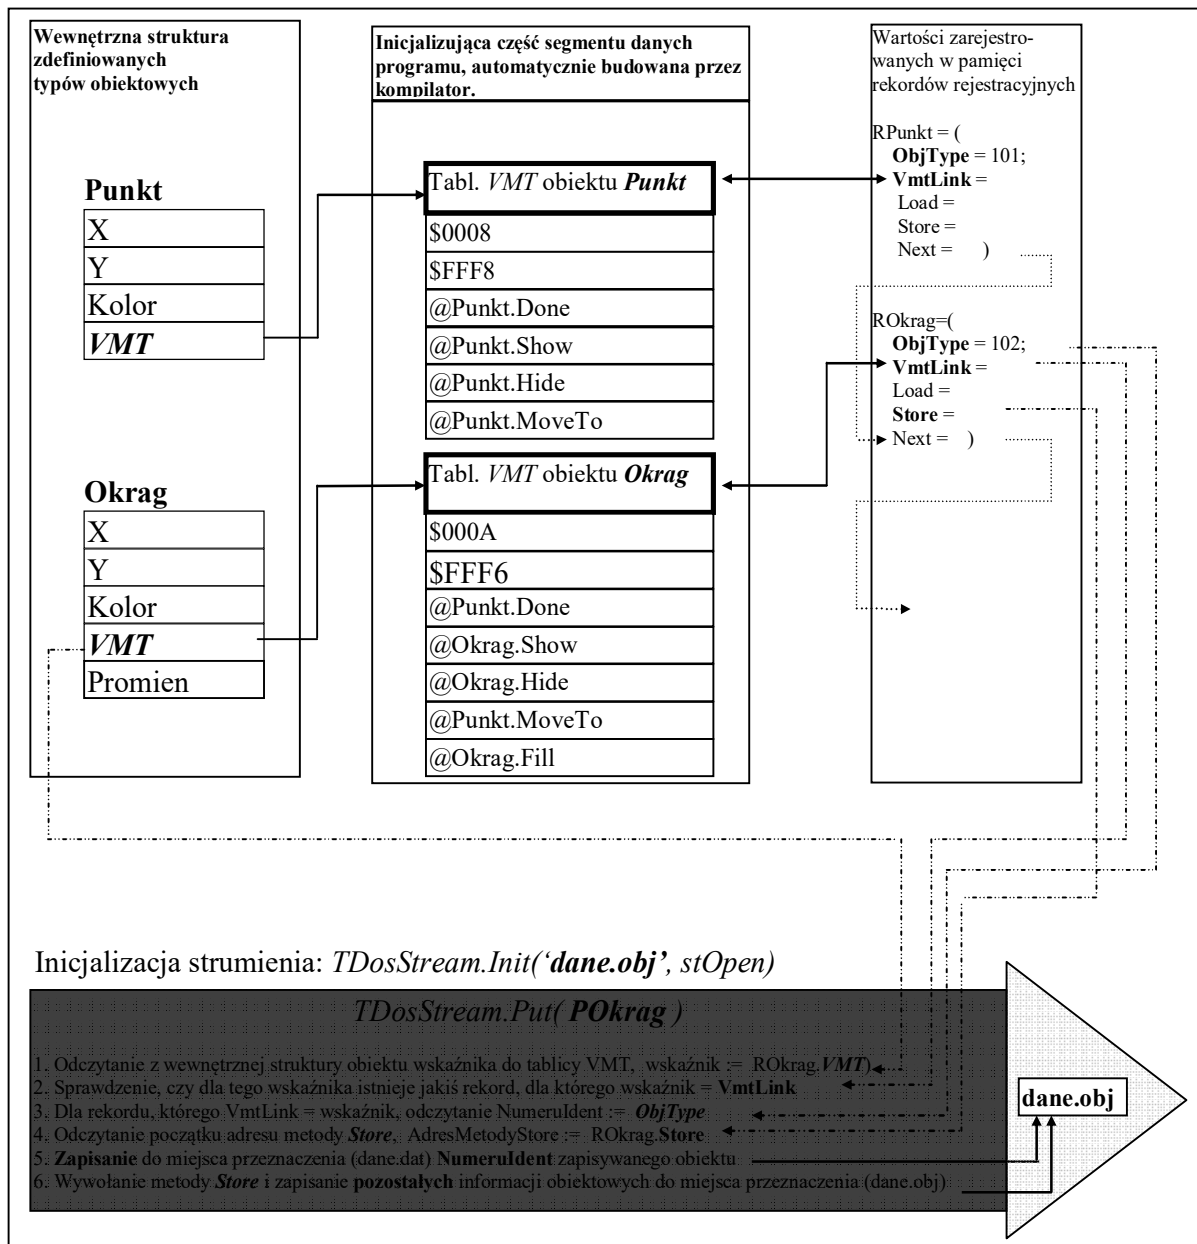 Wewnętrzna struktura
zdefiniowanych
typów obiektowych
Punkt
X
Y
Kolor
VMT
Okrag
X
Y
Kolor
VMT
Promien
Inicjalizująca część segmentu danych
programu, automatycznie budowana przez
kompilator.
Tabl. VMT obiektu Punkt
$0008
$FFF8
@Punkt.Done
@Punkt.Show
@Punkt.Hide
@Punkt.MoveTo
Tabl. VMT obiektu Okrag
$000A
$FFF6
@Punkt.Done
@Okrag.Show
@Okrag.Hide
@Punkt.MoveTo
@Okrag.Fill
Wartości zarejestro-
wanych w pamięci
rekordów rejestracyjnych
RPunkt = (
ObjType = 101;
VmtLink =
Load =
Store =
Next = )
ROkrag=(
ObjType = 102;
VmtLink =
Load =
Store =
Next = )
Inicjalizacja strumienia: TDosStream.Init(‘dane.obj’, stOpen)
TDosStream.Put( POkrag )
1. Odczytanie z wewnętrznej struktury obiektu wskaźnika do tablicy VMT, wskaźnik := ROkrag.VMT)
2. Sprawdzenie, czy dla tego wskaźnika istnieje jakiś rekord, dla którego wskaźnik = VmtLink
3. Dla rekordu, którego VmtLink = wskaźnik, odczytanie NumeruIdent := ObjType
4. Odczytanie początku adresu metody Store, AdresMetodyStore := ROkrag.Store
5. Zapisanie do miejsca przeznaczenia (dane.dat) NumeruIdent zapisywanego obiektu
6. Wywołanie metody Store i zapisanie pozostałych informacji obiektowych do miejsca przeznaczenia (dane.obj)
dane.obj